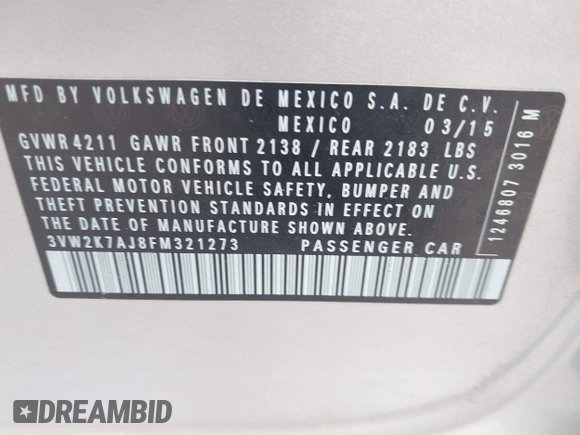 MFD BY VOLKSWAGEN DE MEXICO S.A. DE C.V.
MEXICO 03/15
GVWR 4211 GAWR FRONT 2138 / REAR 2183 LBS
THIS VEHICLE CONFORMS TO ALL APPLICABLE U.S.
FEDERAL MOTOR VEHICLE SAFETY, BUMPER AND
THEFT PREVENTION STANDARDS IN EFFECT ON
THE DATE OF MANUFACTURE SHOWN ABOVE.
3VW2K7AJ8FM321273 PASSENGER CAR
1246807 3016 M
DREAMBID